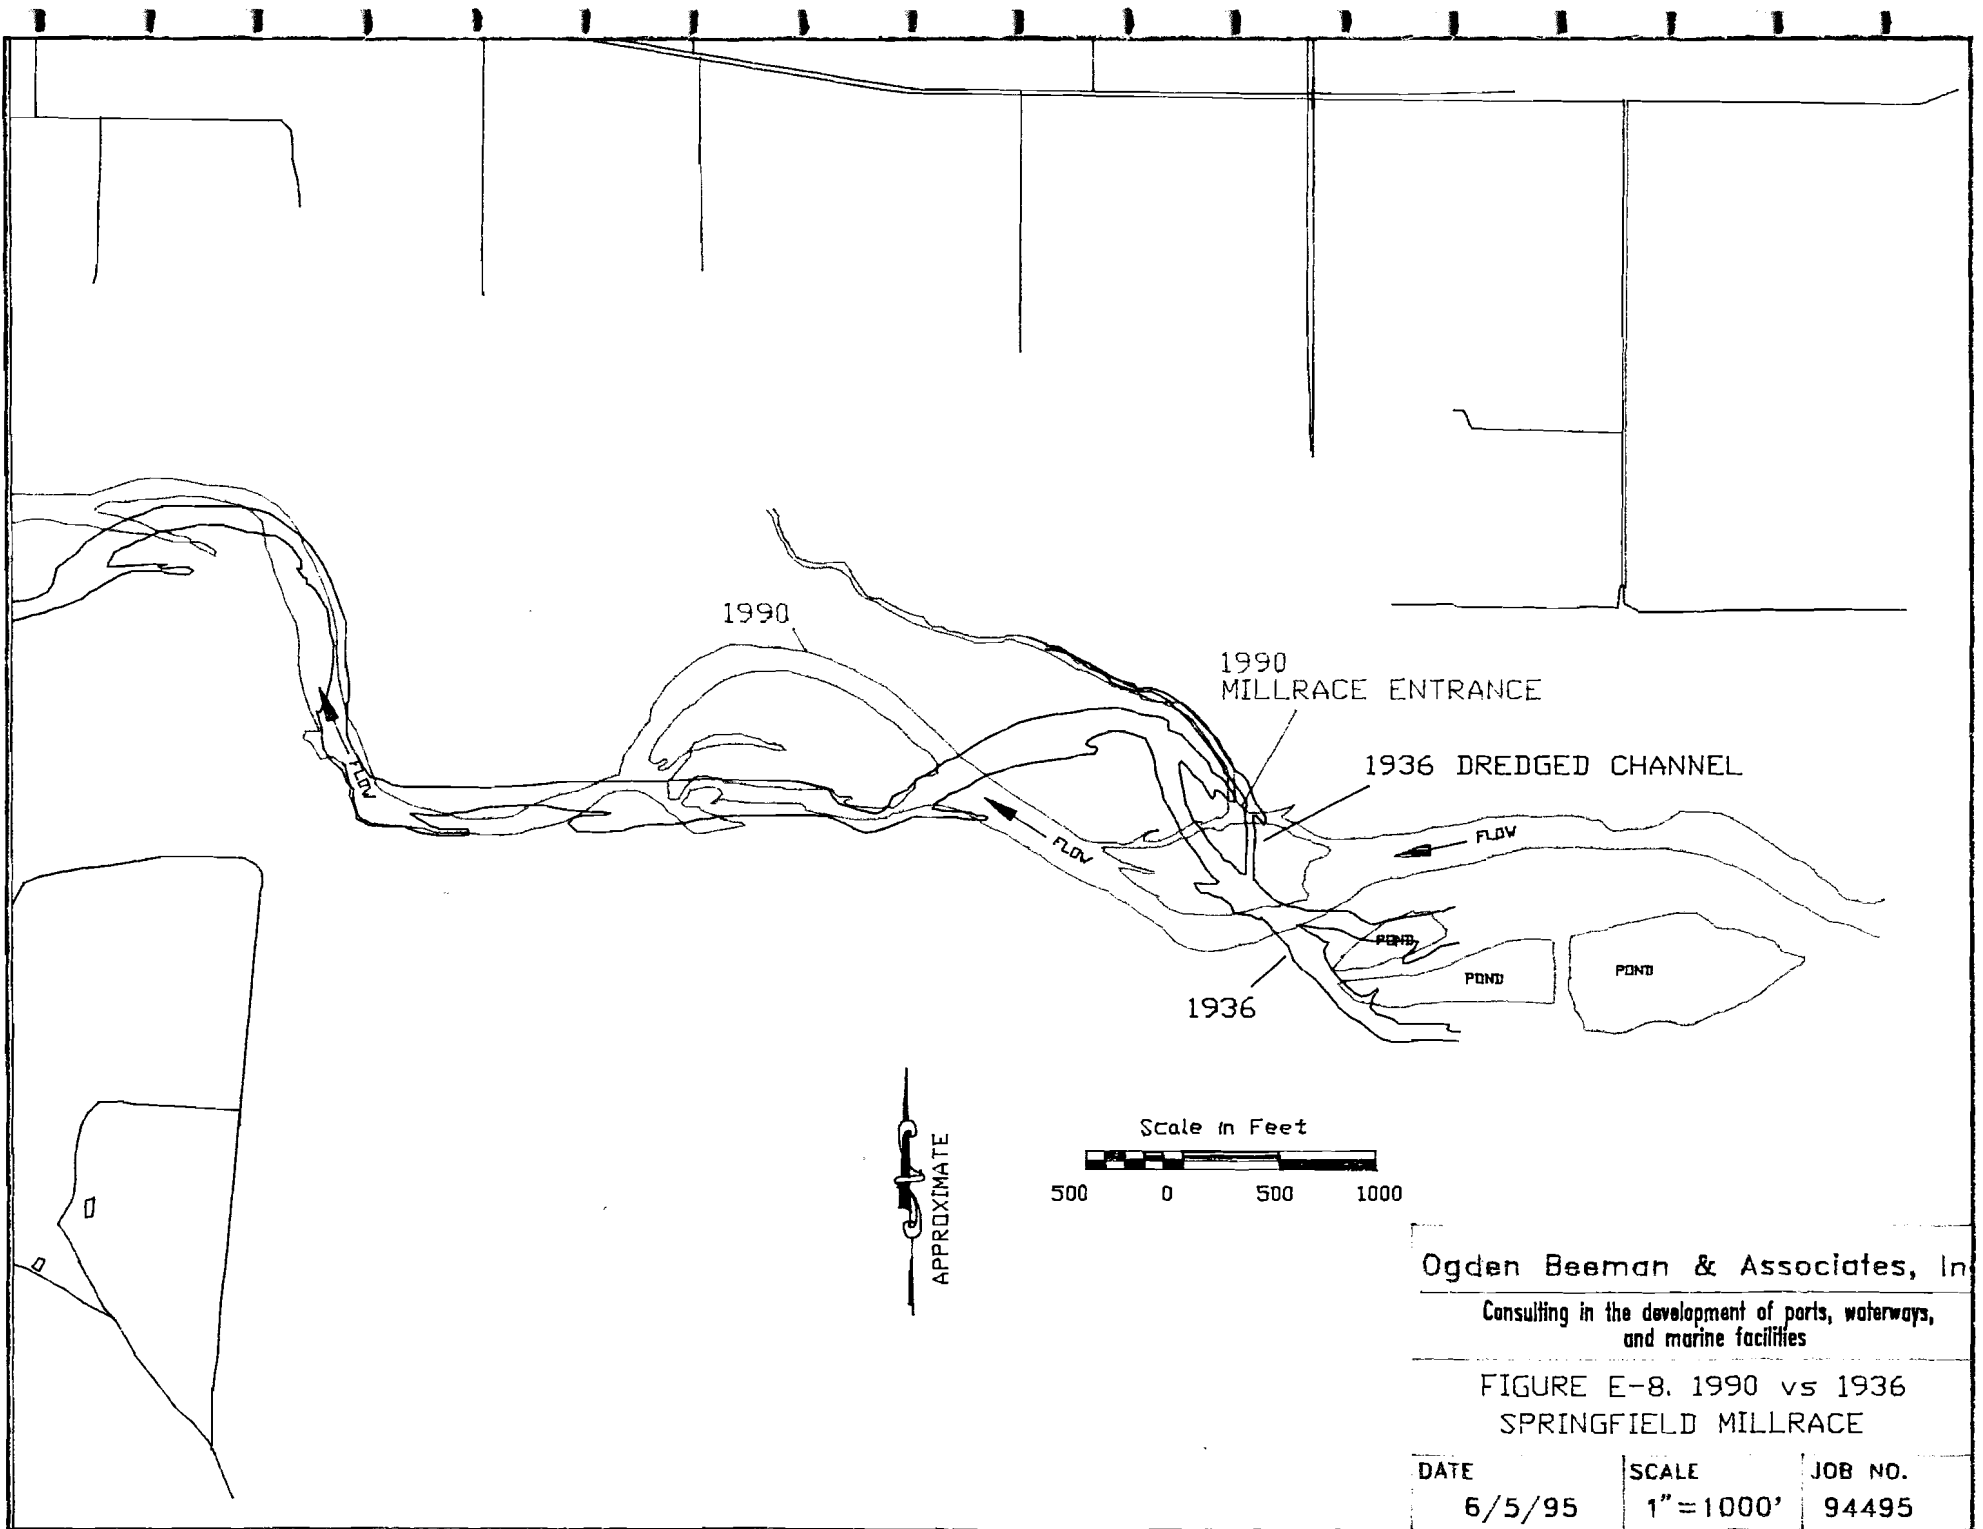 1990
1990
MILLRACE ENTRANCE
1936 DREDGED CHANNEL
FLOW
FLOW
FLOW
POND
POND
POND
1936
APPROXIMATE
Scale in Feet
500 0 500 1000
Ogden Beeman & Associates, In
Consulting in the development of ports, waterways,
and marine facilities
FIGURE E-8. 1990 vs 1936
SPRINGFIELD MILLRACE
DATE SCALE JOB NO.
6/5/95 1"=1000' 94495